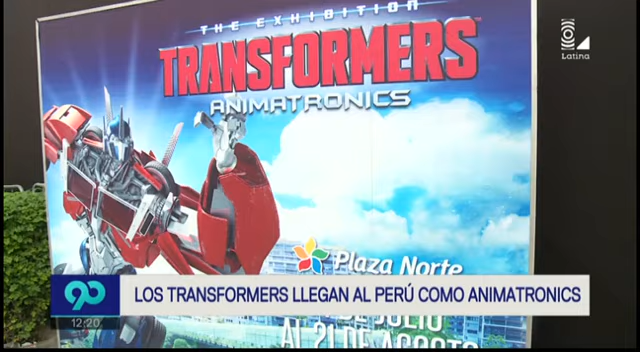 THE EXHIBITION
TRANSFORMERS
ANIMATRONICS
Latina
Plaza Norte
90
LOS TRANSFORMERS LLEGAN AL PERÚ COMO ANIMATRONICS
12:20
JULIO
AL 21 DE AGOSTO